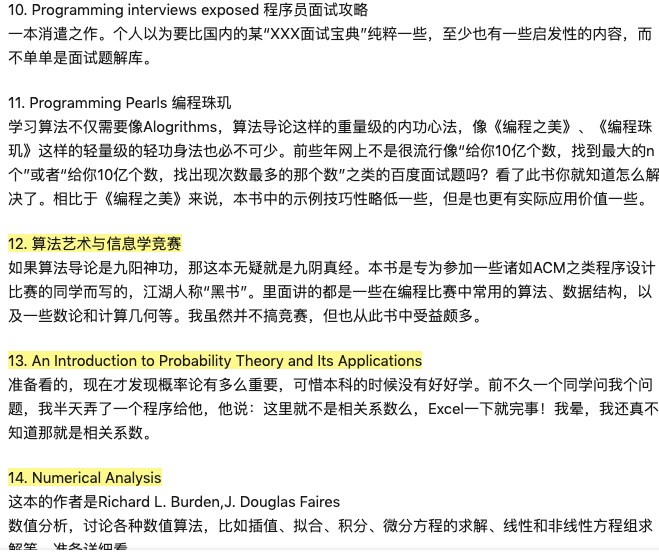 10. Programming interviews exposed 程序员面试攻略
一本消遣之作。个人以为要比国内的某“XXX面试宝典”纯粹一些，至少也有一些启发性的内容，而
不单单是面试题解库。
11. Programming Pearls 编程珠玑
学习算法不仅需要像Alogrithms，算法导论这样的重量级的内功心法，像《编程之美》、《编程珠
玑》这样的轻量级的轻功身法也必不可少。前些年网上不是很流行像“给你10亿个数，找到最大的n
个”或者“给你10亿个数，找出现次数最多的那个数”之类的百度面试题吗？看了此书你就知道怎么解
决了。相比于《编程之美》来说，本书中的示例技巧性略低一些，但是也更有实际应用价值一些。
12. 算法艺术与信息学竞赛
如果算法导论是九阳神功，那这本无疑就是九阴真经。本书是专为参加一些诸如ACM之类程序设计
比赛的同学而写的，江湖人称“黑书”。里面讲的都是一些在编程比赛中常用的算法、数据结构，以
及一些数论和计算几何等。我虽然并不搞竞赛，但也从此书中受益颇多。
13. An Introduction to Probability Theory and Its Applications
准备看的，现在才发现概率论有多么重要，可惜本科的时候没有好好学。前不久一个同学问我个问
题，我半天弄了一个程序给他，他说：这里就不是相关系数么，Excel一下就完事！我晕，我还真不
知道那就是相关系数。
14. Numerical Analysis
这本的作者是Richard L. Burden,J. Douglas Faires
数值分析，讨论各种数值算法，比如插值、拟合、积分、微分方程的求解、线性和非线性方程组求
解等。准备详细看